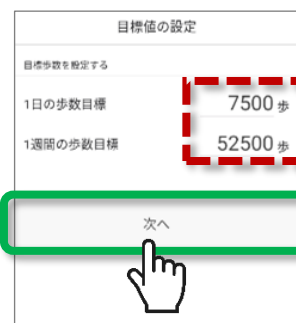 目標値の設定
目標歩数を設定する
1日の歩数目標 7500 歩
1週間の歩数目標 52500 歩
次へ